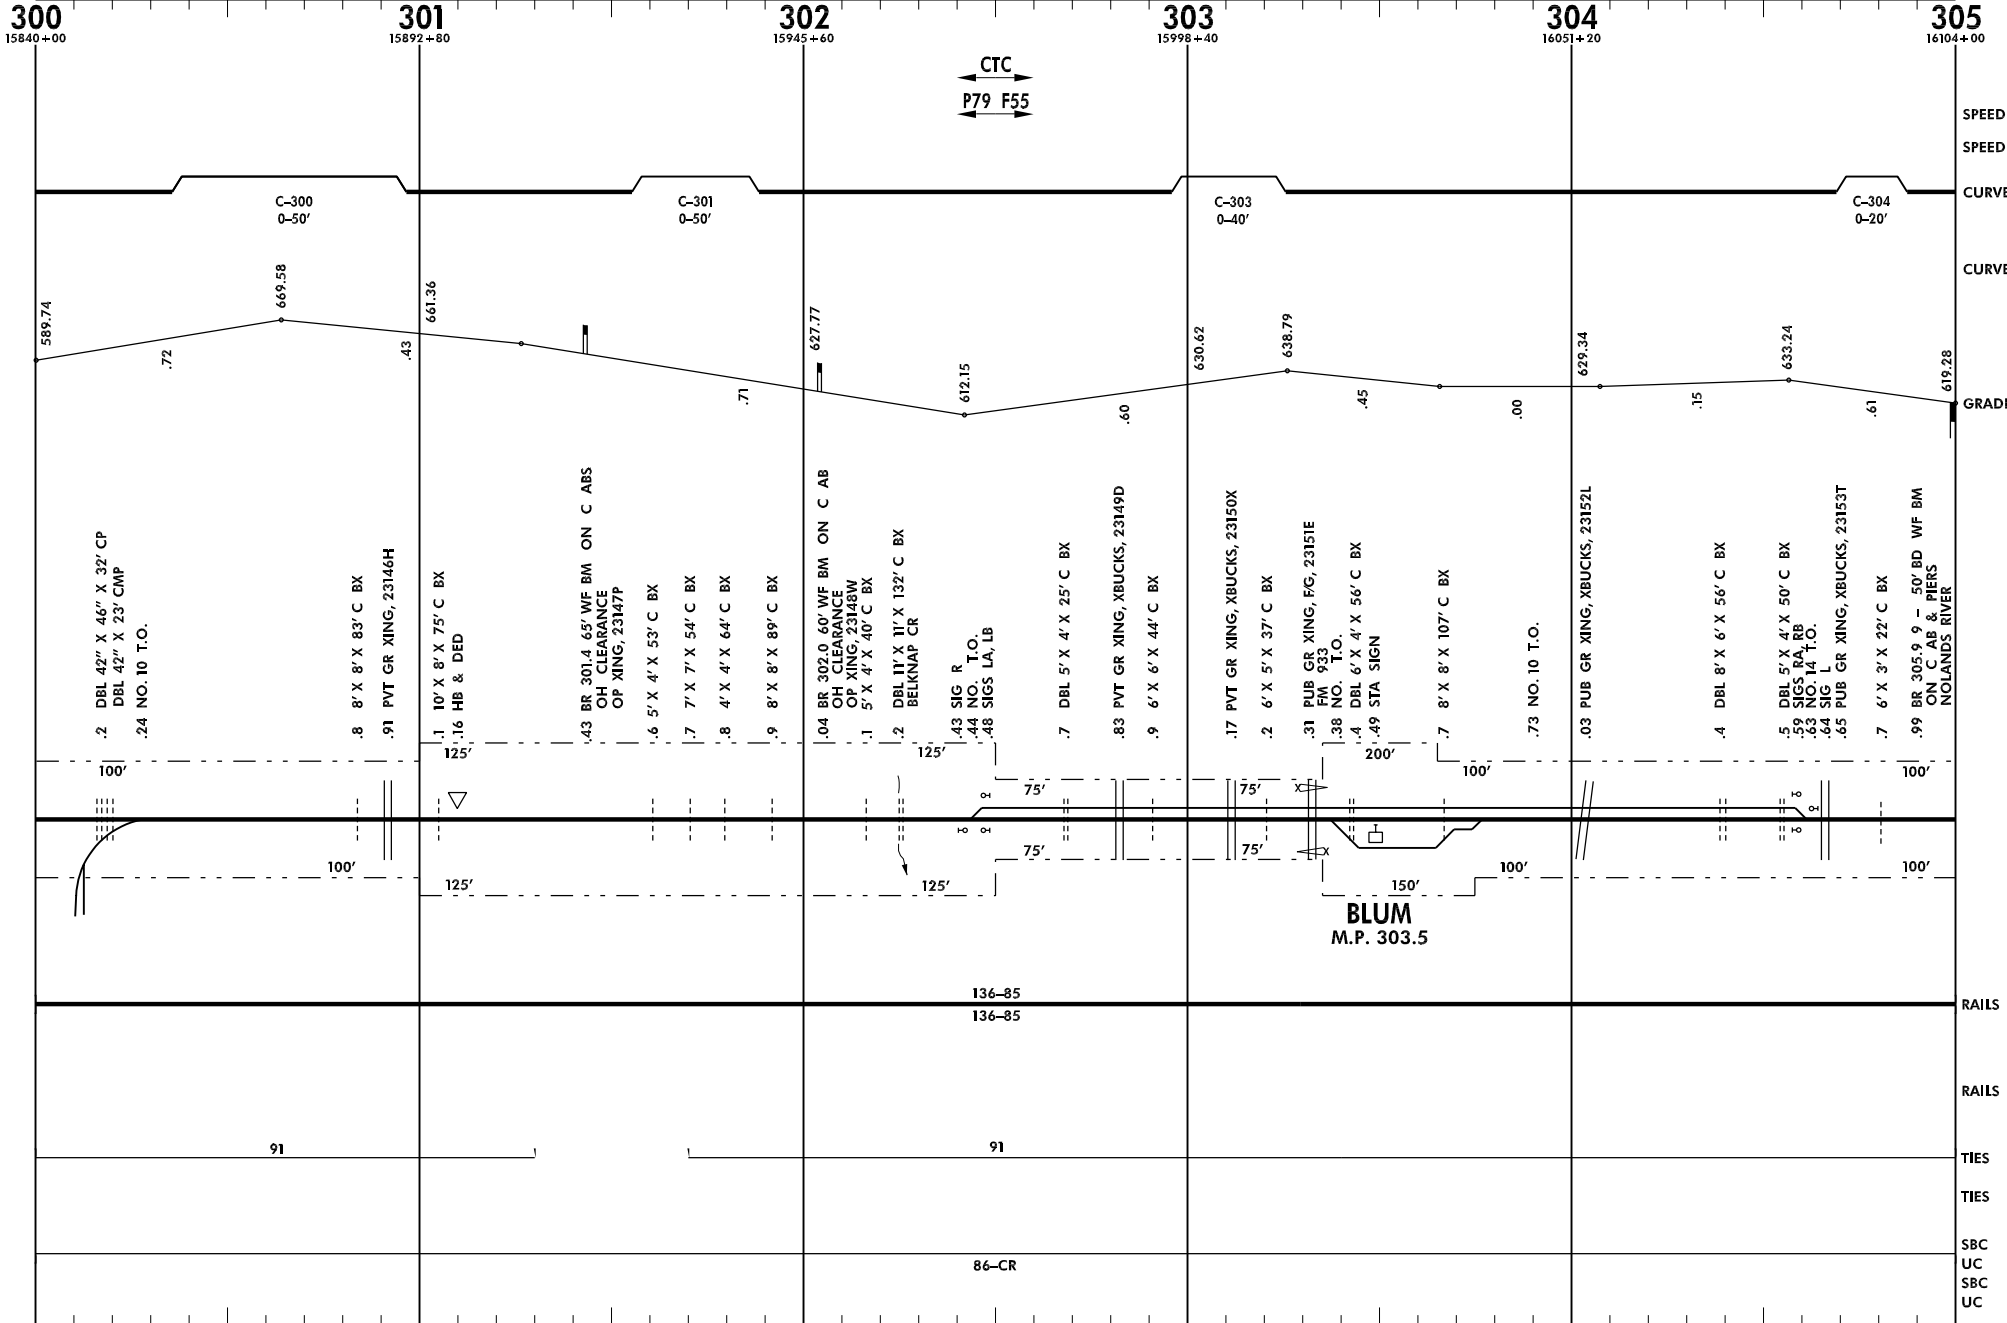 300 301 302 303 304 305
15840+00 15892+80 15945+60 15998+40 16051+20 16104+00
CTC
P79 F55
SPEED
SPEED
CURVE
C-300
0-50'
C-301
0-50'
C-303
0-40'
C-304
0-20'
CURVE
589.74
.72
669.58
.43
661.36
.71
627.77
612.15
.60
630.62
638.79
.45
.00
629.34
.15
633.24
.61
619.28
GRADE
.2 DBL 42" X 46" X 32' CP
DBL 42" X 23' CMP
.24 NO. 10 T.O.
.8 8' X 8' X 83' C BX
.91 PVT GR XING, 23146H
.1 10' X 8' X 75' C BX
.16 HB & DED
.43 BR 301.4 65' WF BM ON C ABS
OH CLEARANCE
OP XING, 23147P
.6 5' X 4' X 53' C BX
.7 7' X 7' X 54' C BX
.8 4' X 4' X 64' C BX
.9 8' X 8' X 89' C BX
.04 BR 302.0 60' WF BM ON C AB
OH CLEARANCE
OP XING, 23148W
.1 5' X 4' X 40' C BX
.2 DBL 11' X 11' X 132' C BX
BELKNAP CR
.43 SIG R
.44 NO. T.O.
.48 SIGS LA, LB
.7 DBL 5' X 4' X 25' C BX
.83 PVT GR XING, XBUCKS, 23149D
.9 6' X 6' X 44' C BX
.17 PVT GR XING, XBUCKS, 23150X
.2 6' X 5' X 37' C BX
.31 PUB GR XING, F/G, 23151E
FM 933
.38 NO. T.O.
.4 DBL 6' X 4' X 56' C BX
.49 STA SIGN
.7 8' X 8' X 107' C BX
.73 NO. 10 T.O.
.03 PUB GR XING, XBUCKS, 23152L
.4 DBL 8' X 6' X 56' C BX
.5 DBL 5' X 4' X 50' C BX
.59 SIGS RA, RB
.63 NO. 14 T.O.
.64 SIG L
.65 PUB GR XING, XBUCKS, 23153T
.7 6' X 3' X 22' C BX
.99 BR 305.9 9 - 50' BD WF BM
ON C AB & PIERS
NOLANDS RIVER
125' 125' 200'
100' 100' 100'
75' 75' X
75' 75' X
100' 100' 100'
125' 125' 150'
BLUM
M.P. 303.5
136-85
RAILS
136-85
RAILS
91 91
TIES
TIES
SBC
86-CR UC
SBC
UC